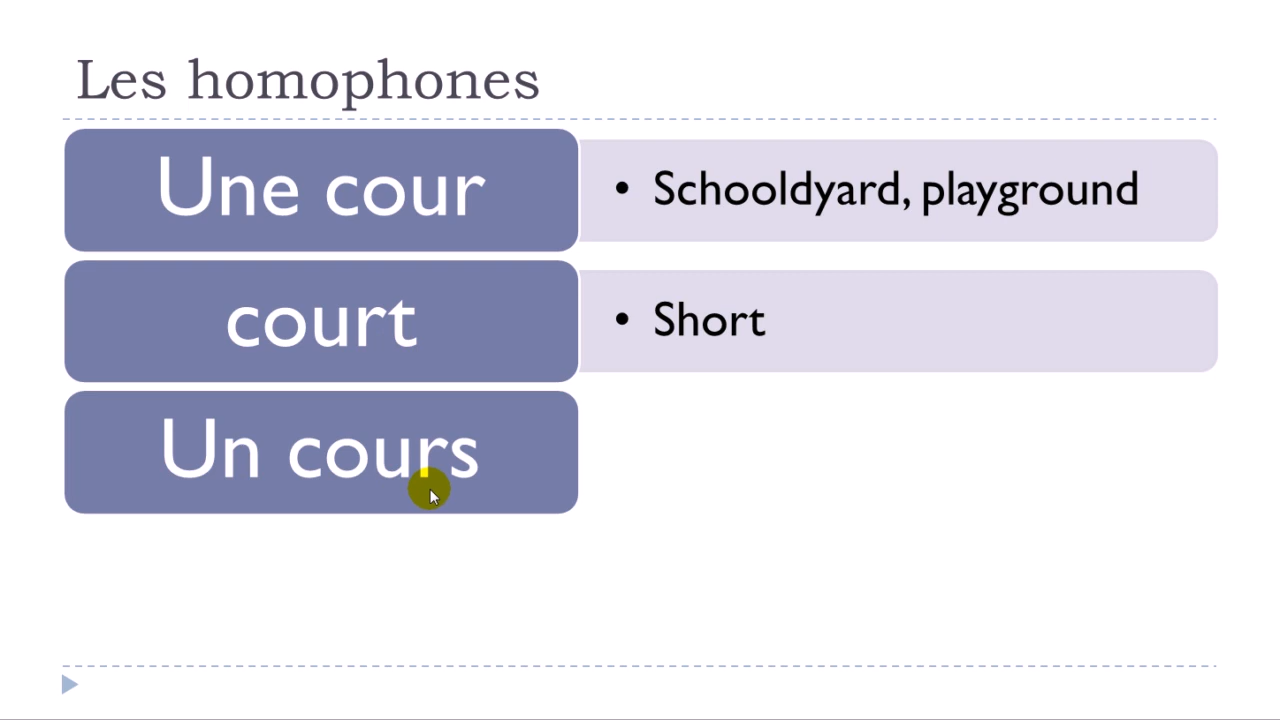 Les homophones
Une cour
• Schooldyard, playground
court
• Short
Un cours